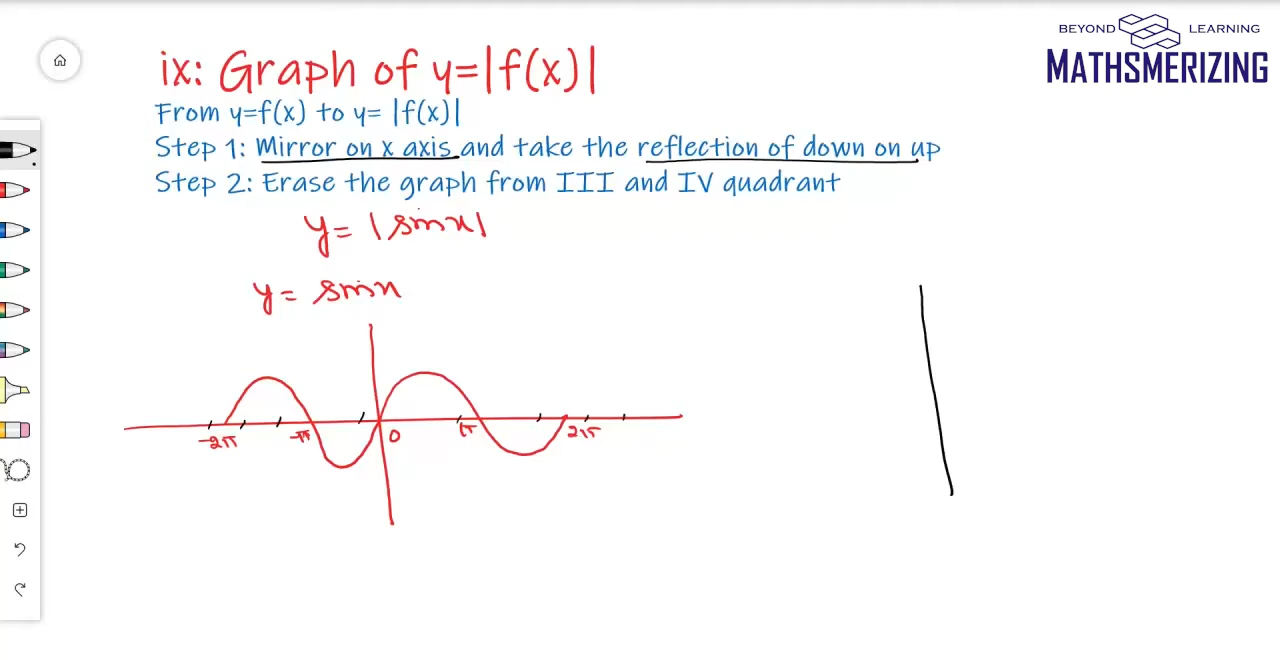 BEYOND LEARNING
MATHSMERIZING
ix: Graph of y=|f(x)|
From y=f(x) to y= |f(x)|
Step 1: Mirror on x axis and take the reflection of down on up
Step 2: Erase the graph from III and IV quadrant
y = |sinx|
y = sinx
-2π -π 0 π 2π